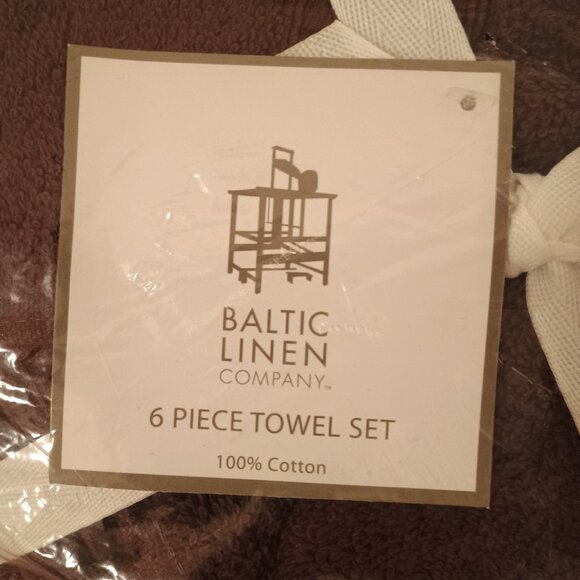 BALTIC
LINEN
COMPANY™
6 PIECE TOWEL SET
100% Cotton